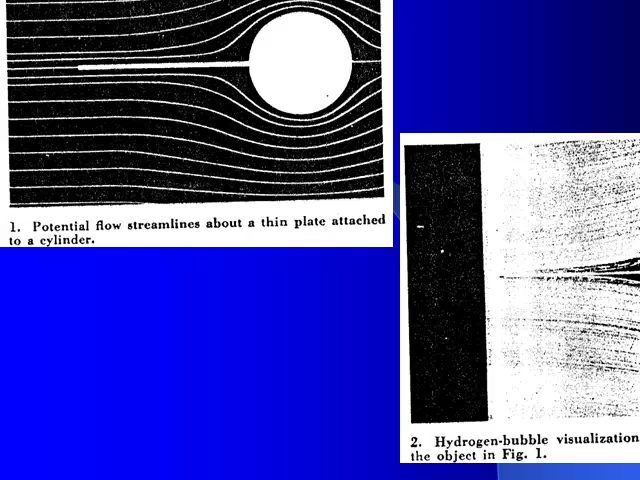 1. Potential flow streamlines about a thin plate attached
to a cylinder.
2. Hydrogen-bubble visualization
the object in Fig. 1.